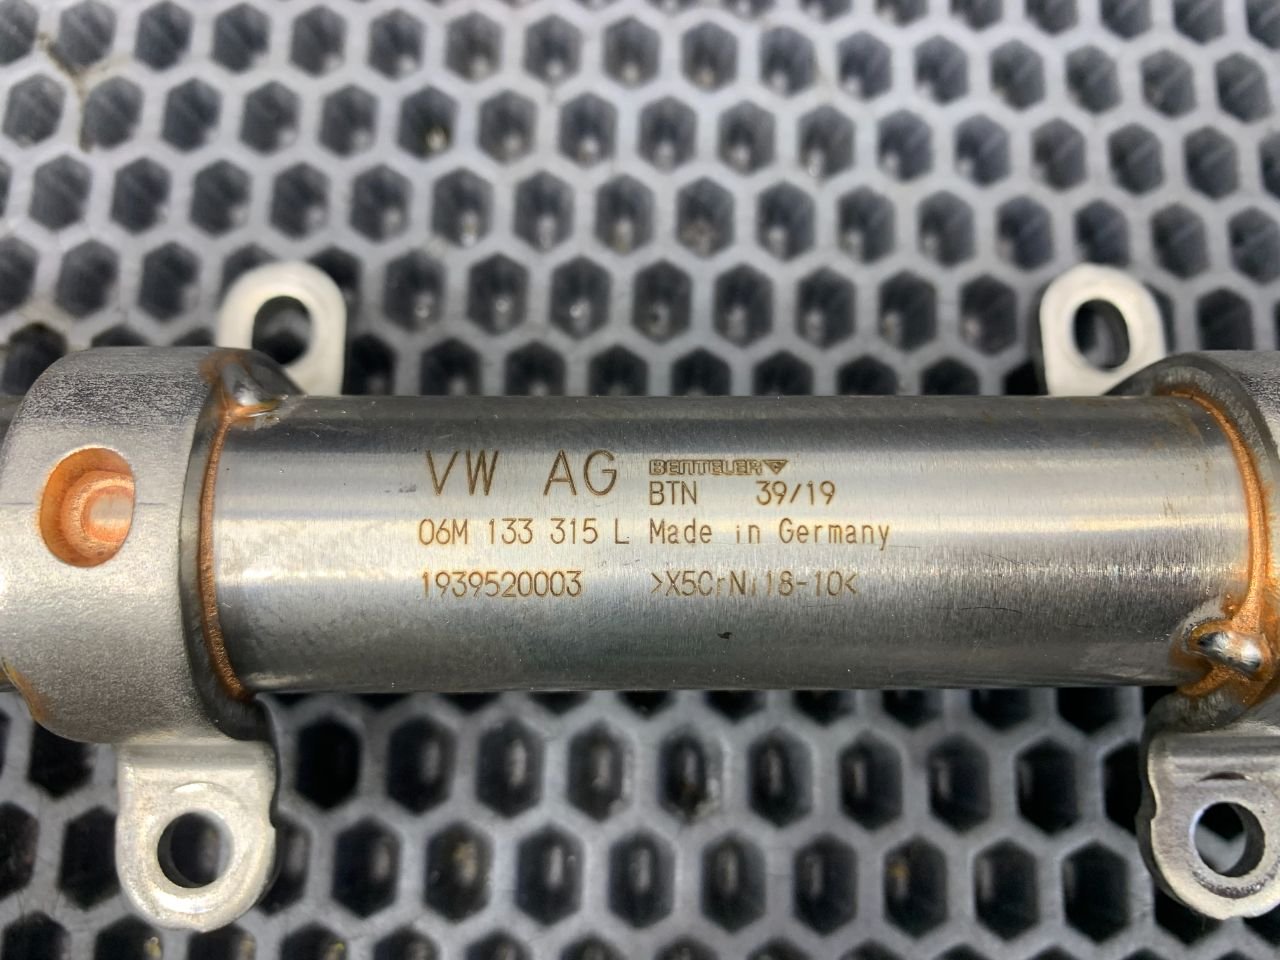 VW AG BENTELER
BTN 39/19
06M 133 315 L Made in Germany
1939520003 >X5CrNi18-10<